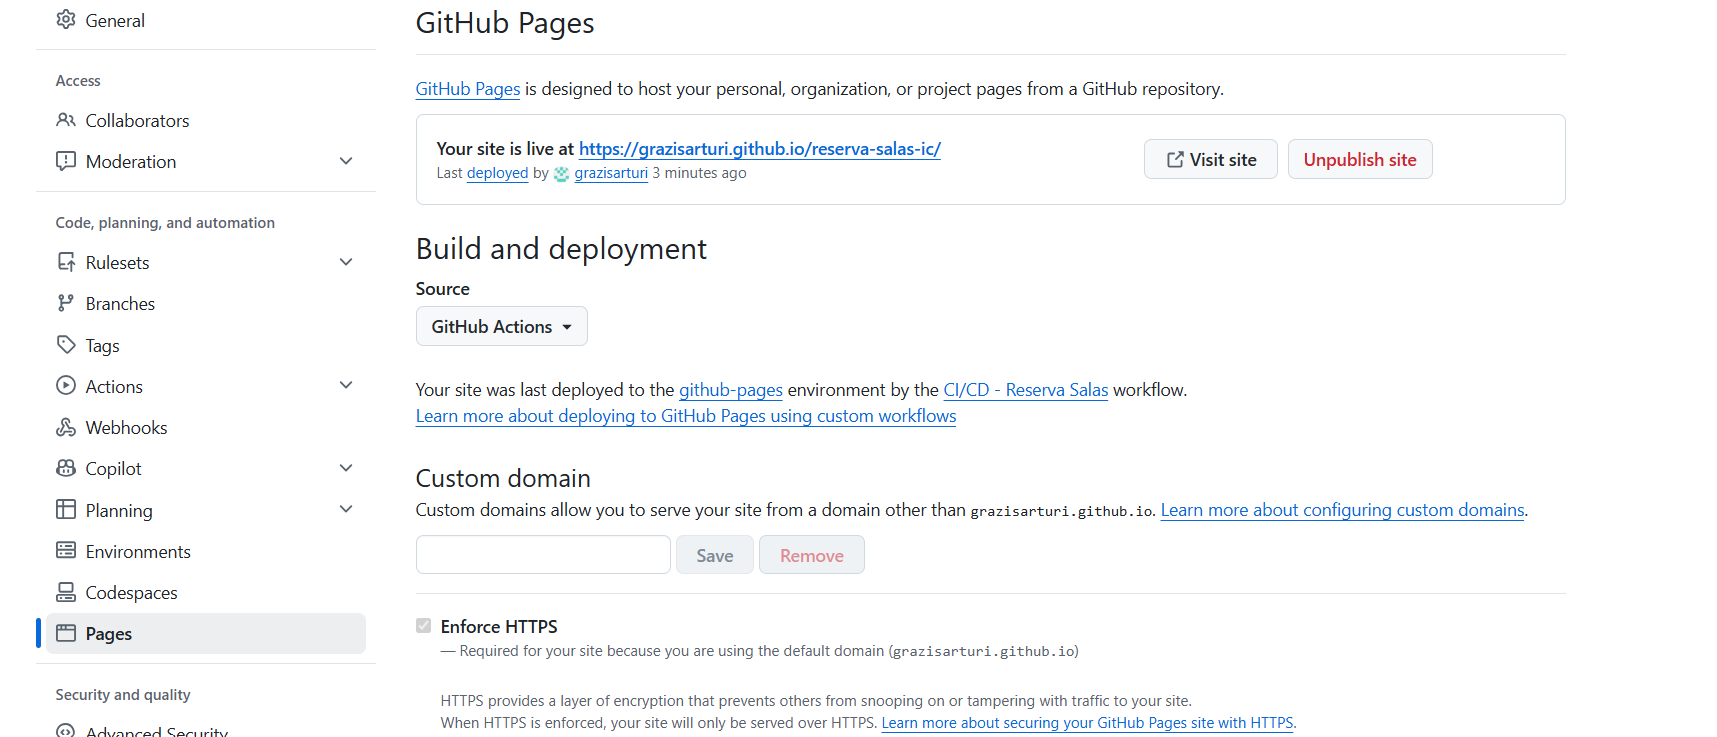 General
Access
Collaborators
Moderation
Code, planning, and automation
Rulesets
Branches
Tags
Actions
Webhooks
Copilot
Planning
Environments
Codespaces
Pages
Security and quality
Advanced Security
GitHub Pages
GitHub Pages is designed to host your personal, organization, or project pages from a GitHub repository.
Your site is live at https://grazisarturi.github.io/reserva-salas-ic/
Last deployed by grazisarturi 3 minutes ago
Visit site
Unpublish site
Build and deployment
Source
GitHub Actions
Your site was last deployed to the github-pages environment by the CI/CD - Reserva Salas workflow.
Learn more about deploying to GitHub Pages using custom workflows
Custom domain
Custom domains allow you to serve your site from a domain other than grazisarturi.github.io. Learn more about configuring custom domains.
Save
Remove
Enforce HTTPS
— Required for your site because you are using the default domain (grazisarturi.github.io)
HTTPS provides a layer of encryption that prevents others from snooping on or tampering with traffic to your site.
When HTTPS is enforced, your site will only be served over HTTPS. Learn more about securing your GitHub Pages site with HTTPS.